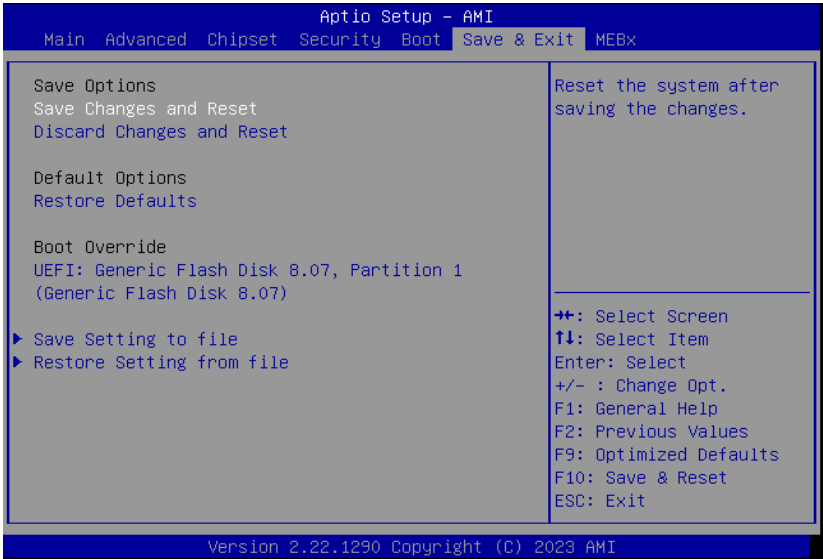 Aptio Setup – AMI
Main Advanced Chipset Security Boot Save & Exit MEBx
Save Options
Save Changes and Reset
Discard Changes and Reset
Default Options
Restore Defaults
Boot Override
UEFI: Generic Flash Disk 8.07, Partition 1
(Generic Flash Disk 8.07)
Save Setting to file
Restore Setting from file
Reset the system after
saving the changes.
→←: Select Screen
↑↓: Select Item
Enter: Select
+/- : Change Opt.
F1: General Help
F2: Previous Values
F9: Optimized Defaults
F10: Save & Reset
ESC: Exit
Version 2.22.1290 Copyright (C) 2023 AMI